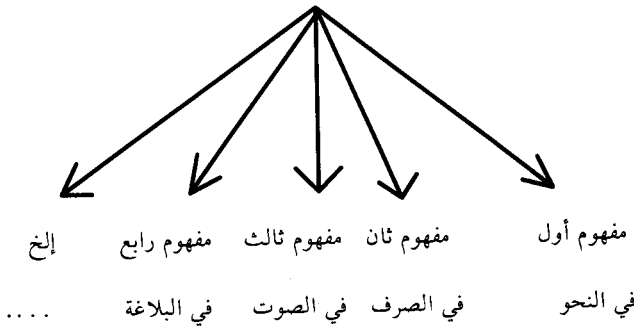 مفهوم أول مفهوم ثان مفهوم ثالث مفهوم رابع إلخ
في النحو في الصرف في الصوت في البلاغة ....